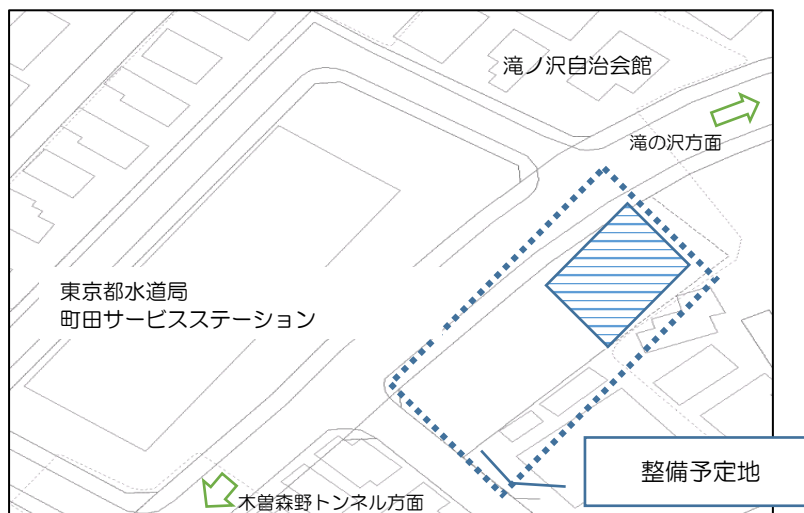 滝ノ沢自治会館
滝の沢方面
東京都水道局
町田サービスステーション
整備予定地
木曽森野トンネル方面